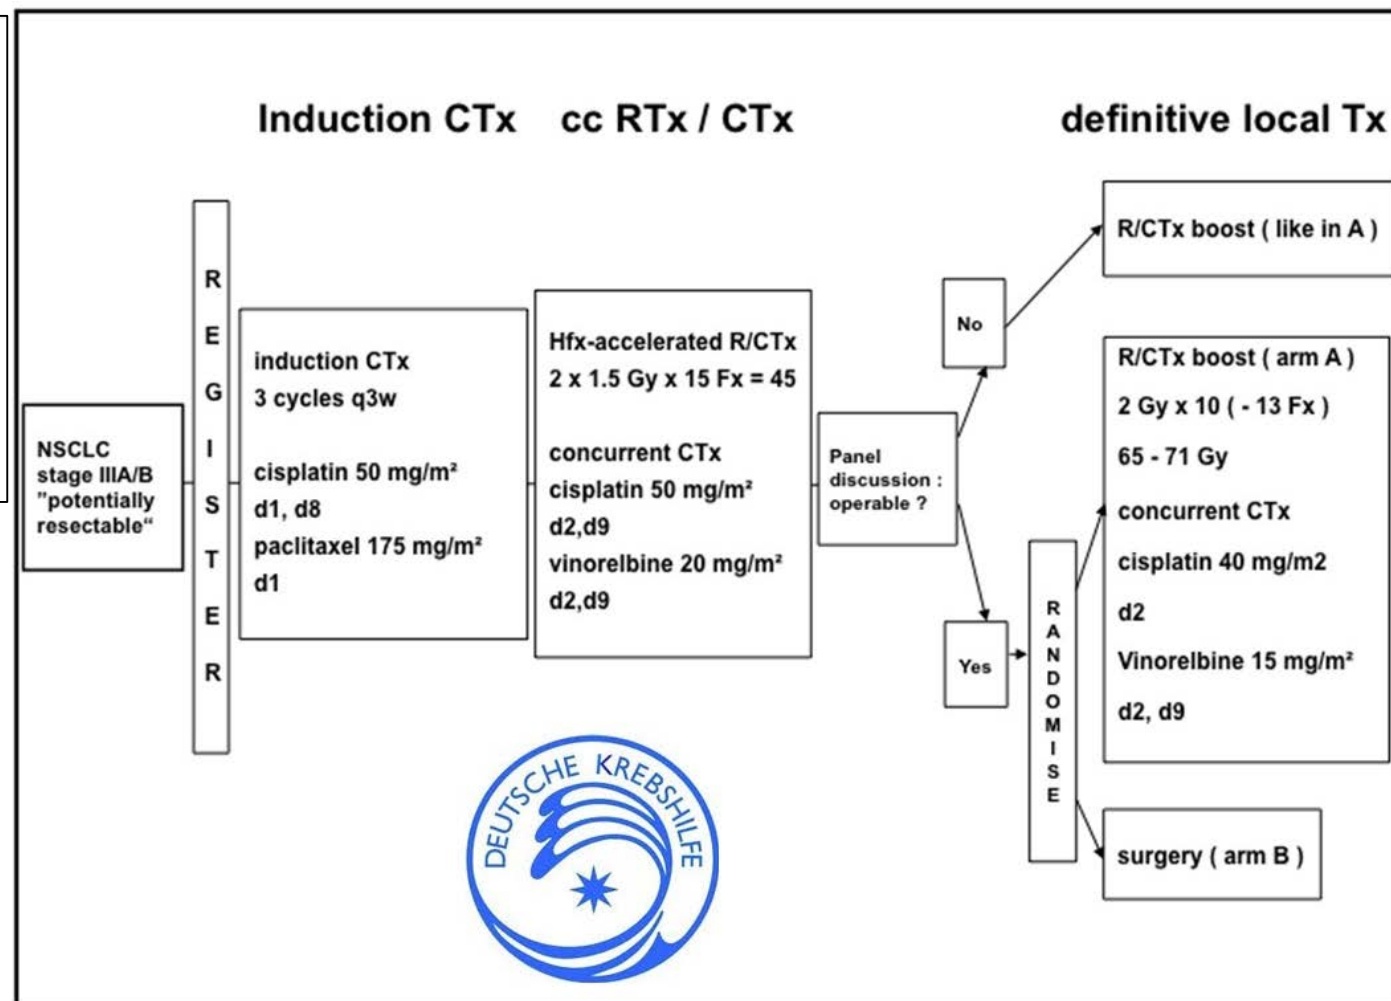 Induction CTx
cc RTx / CTx
definitive local Tx
NSCLC
stage IIIA/B
”potentially
resectable“
REGISTER
induction CTx
3 cycles q3w
cisplatin 50 mg/m²
d1, d8
paclitaxel 175 mg/m²
d1
Hfx-accelerated R/CTx
2 x 1.5 Gy x 15 Fx = 45
concurrent CTx
cisplatin 50 mg/m²
d2,d9
vinorelbine 20 mg/m²
d2,d9
Panel
discussion :
operable ?
No
Yes
RANDOMISE
R/CTx boost ( like in A )
R/CTx boost ( arm A )
2 Gy x 10 ( - 13 Fx )
65 - 71 Gy
concurrent CTx
cisplatin 40 mg/m2
d2
Vinorelbine 15 mg/m²
d2, d9
surgery ( arm B )
DEUTSCHE KREBSHILFE